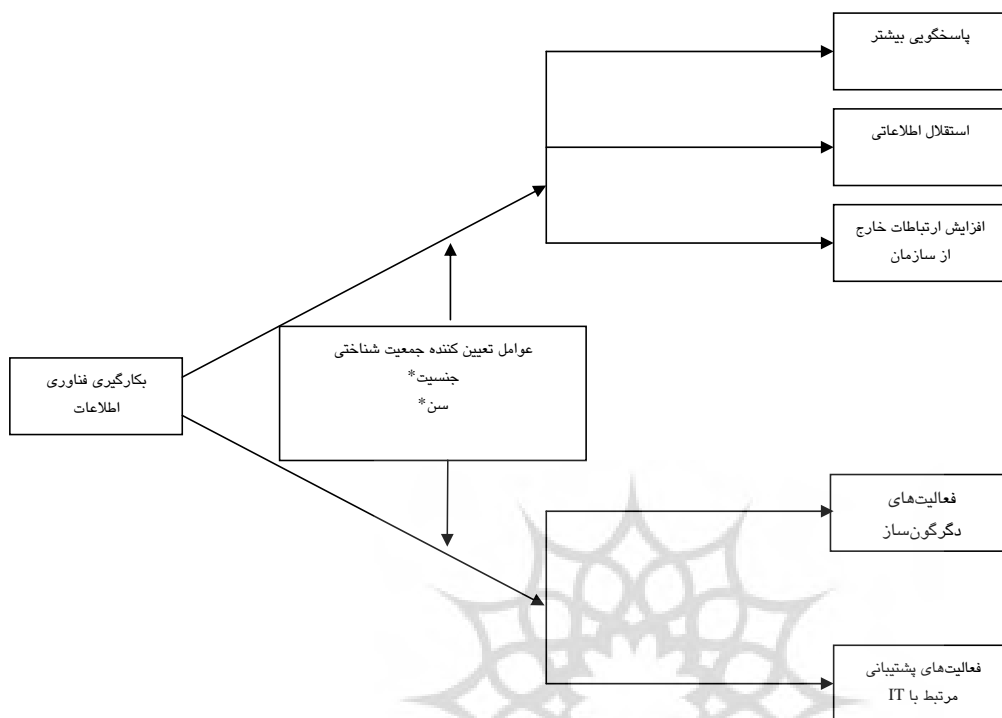 پاسخگویی بیشتر
استقلال اطلاعاتی
افزایش ارتباطات خارج
از سازمان
عوامل تعیین کننده جمعیت شناختی
جنسیت*
سن*
بکارگیری فناوری
اطلاعات
فعالیت‌های
دگرگون‌ساز
فعالیت‌های پشتیبانی
مرتبط با IT